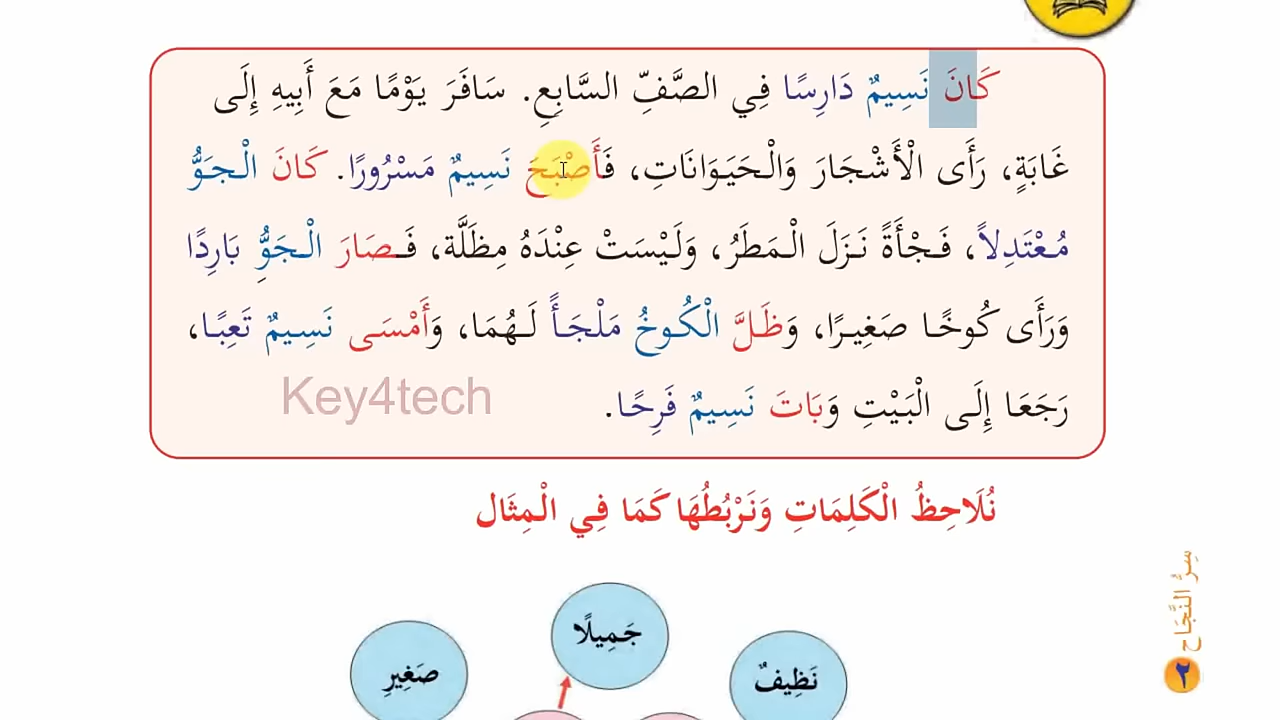 كَانَ نَسِيمٌ دَارِسًا فِي الصَّفِّ السَّابِعِ. سَافَرَ يَوْمًا مَعَ أَبِيهِ إِلَى
غَابَةٍ، رَأَى الْأَشْجَارَ وَالْحَيَوَانَاتِ، فَأَصْبَحَ نَسِيمٌ مَسْرُورًا. كَانَ الْجَوُّ
مُعْتَدِلاً، فَجْأَةً نَزَلَ الْمَطَرُ، وَلَيْسَتْ عِنْدَهُ مِظَلَّة، فَصَارَ الْجَوُِّ بَارِدًا
وَرَأَى كُوخًا صَغِيرًا، وَظَلَّ الْكُوخُ مَلْجَأً لَهُمَا، وَأَمْسَى نَسِيمٌ تَعِبًا،
رَجَعَا إِلَى الْبَيْتِ وَبَاتَ نَسِيمٌ فَرِحًا.
Key4tech
نُلَاحِظُ الْكَلِمَاتِ وَنَرْبُطُهَا كَمَا فِي الْمِثَال
جَمِيلًا
نَظِيفٌ
صَغِيرِ
سِرُّ النَّجَاح
٢